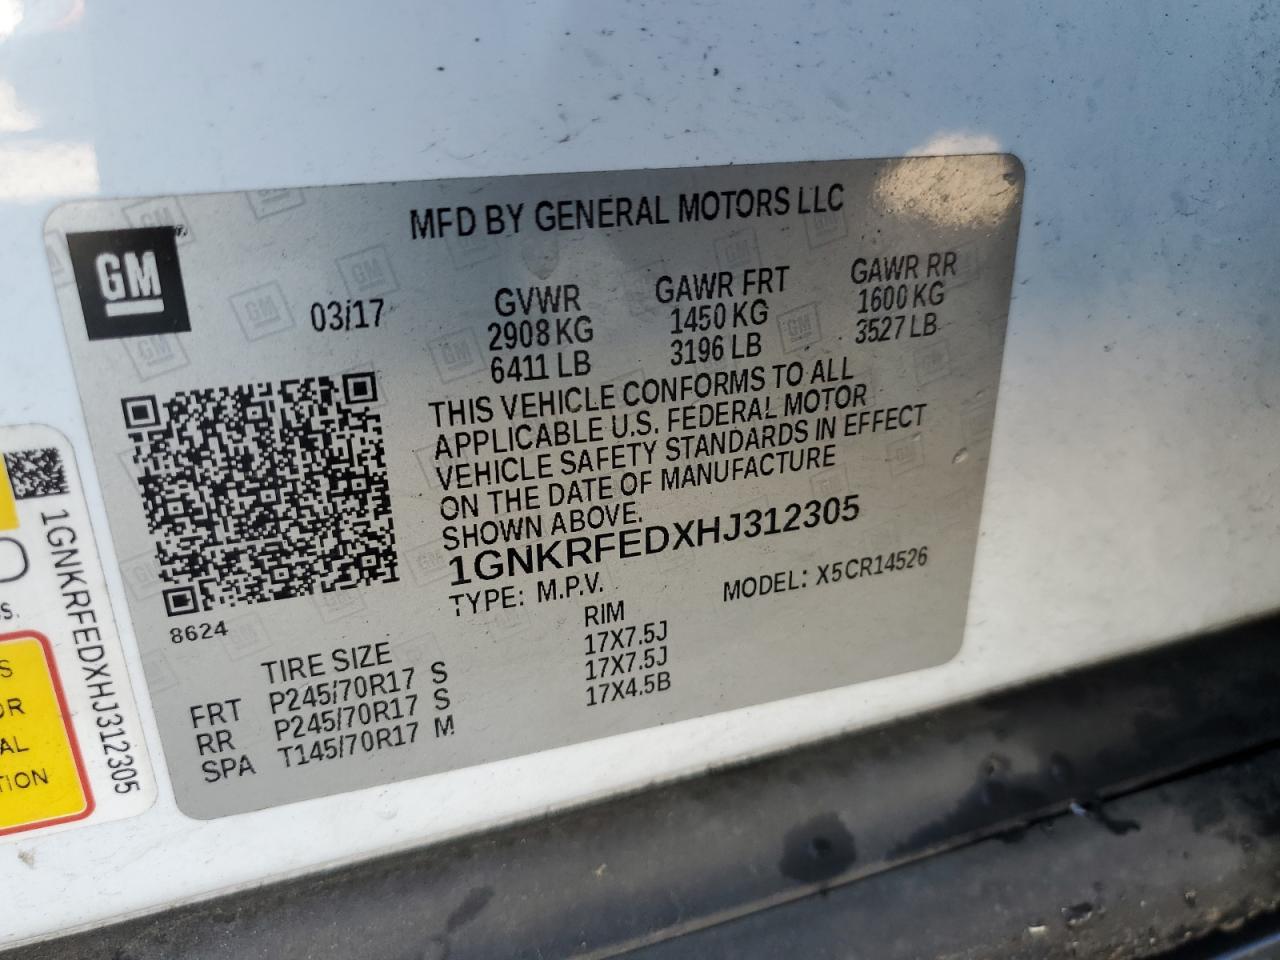 MFD BY GENERAL MOTORS LLC
GM
03/17
GVWR
2908 KG
6411 LB
GAWR FRT
1450 KG
3196 LB
GAWR RR
1600 KG
3527 LB
THIS VEHICLE CONFORMS TO ALL
APPLICABLE U.S. FEDERAL MOTOR
VEHICLE SAFETY STANDARDS IN EFFECT
ON THE DATE OF MANUFACTURE
SHOWN ABOVE.
1GNKRFEDXHJ312305
TYPE: M.P.V.
MODEL: X5CR14526
8624
TIRE SIZE RIM
FRT P245/70R17 S 17X7.5J
RR P245/70R17 S 17X7.5J
SPA T145/70R17 M 17X4.5B
1GNKRFEDXHJ312305